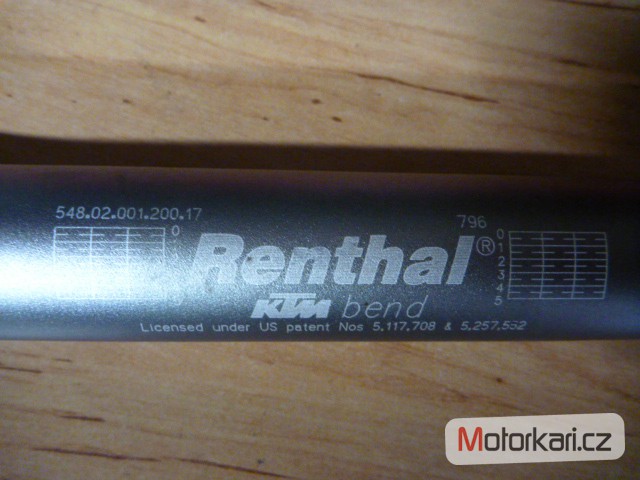 548.02.001.200.17
796
0
1
2
3
4
5
0
Renthal®
KTM bend
Licensed under US patent Nos 5.117.708 & 5.257.552
Motorkari.cz